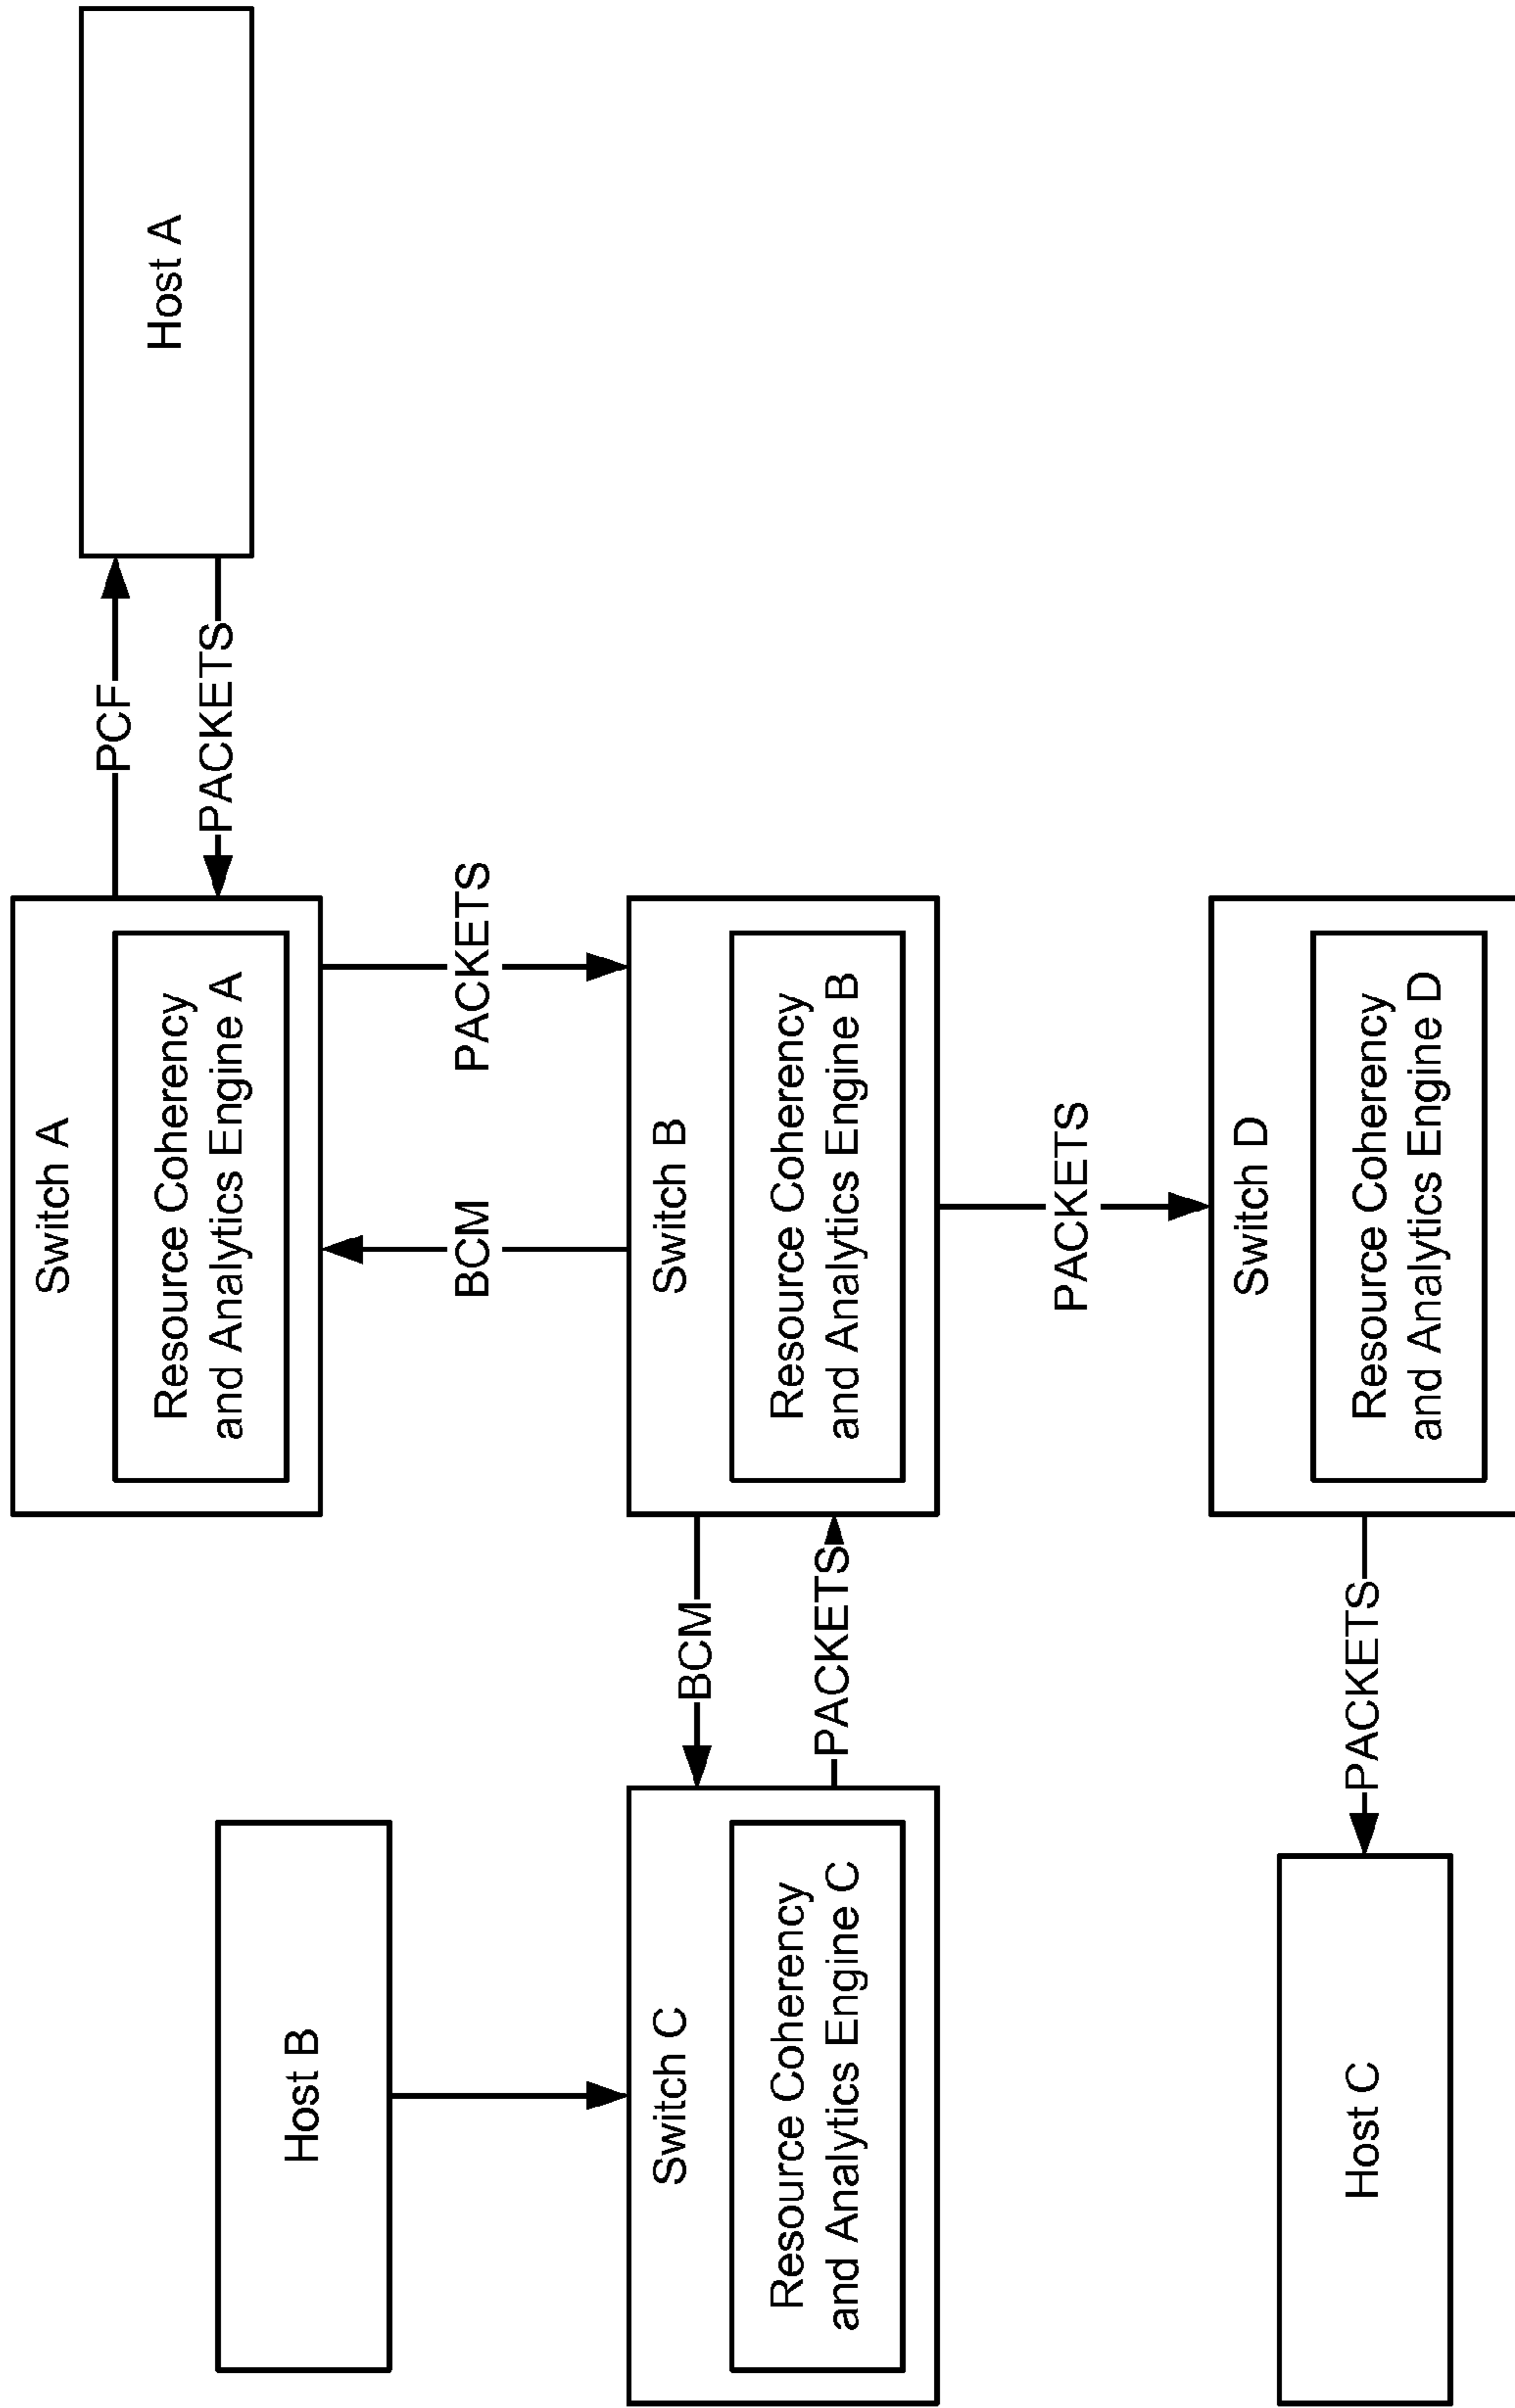 Host B
Switch C
Resource Coherency
and Analytics Engine C
Host C
BCM
PACKETS
PACKETS
Switch A
Resource Coherency
and Analytics Engine A
BCM
PACKETS
Switch B
Resource Coherency
and Analytics Engine B
PACKETS
Switch D
Resource Coherency
and Analytics Engine D
PCF
PACKETS
Host A